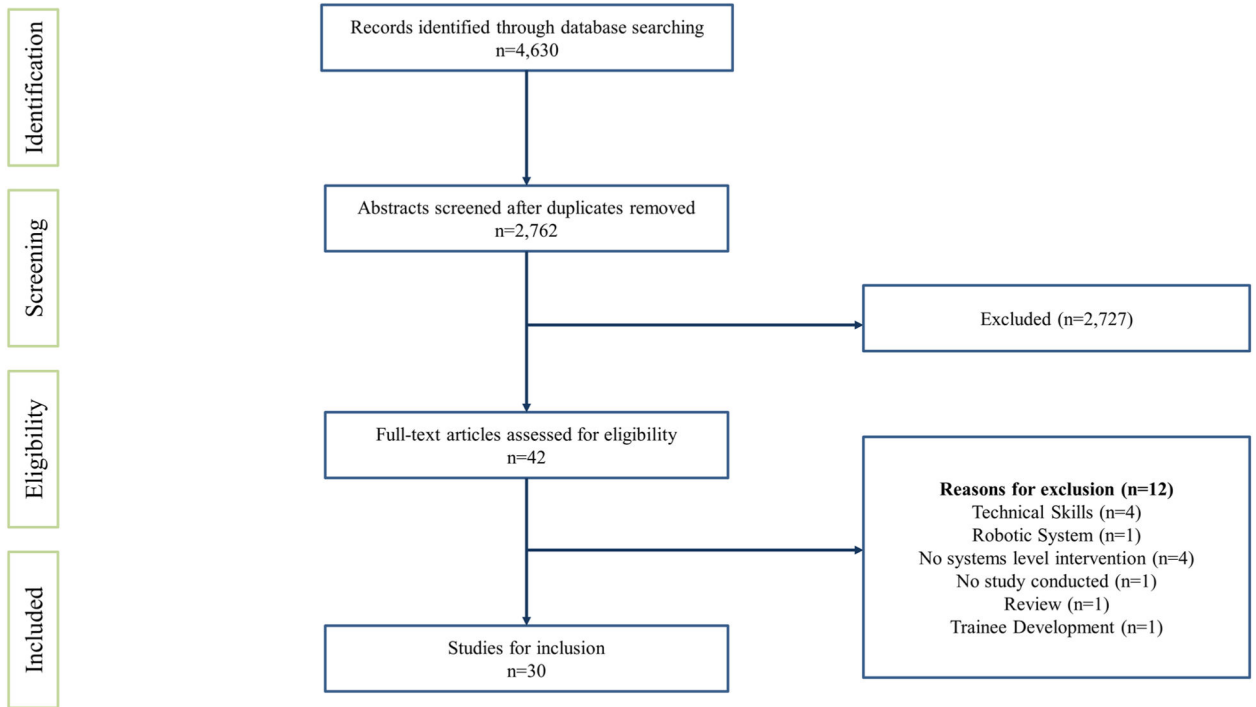 Identification
Records identified through database searching
n=4,630
Screening
Abstracts screened after duplicates removed
n=2,762
Excluded (n=2,727)
Eligibility
Full-text articles assessed for eligibility
n=42
Reasons for exclusion (n=12)
Technical Skills (n=4)
Robotic System (n=1)
No systems level intervention (n=4)
No study conducted (n=1)
Review (n=1)
Trainee Development (n=1)
Included
Studies for inclusion
n=30